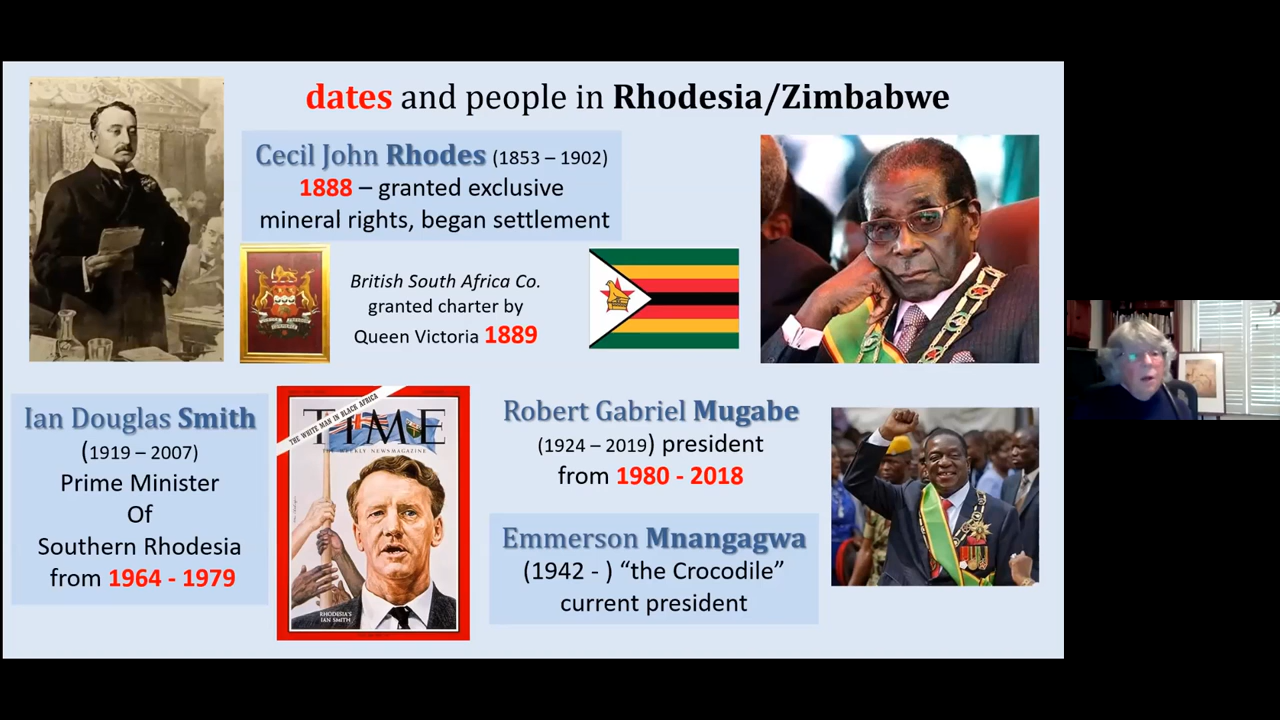 dates and people in Rhodesia/Zimbabwe
Cecil John Rhodes (1853 – 1902)
1888 – granted exclusive
mineral rights, began settlement
British South Africa Co.
granted charter by
Queen Victoria 1889
Ian Douglas Smith
(1919 – 2007)
Prime Minister
Of
Southern Rhodesia
from 1964 - 1979
THE WHITE MAN IN BLACK AFRICA
TIME
THE WEEKLY NEWSMAGAZINE
RHODESIA'S
IAN SMITH
Robert Gabriel Mugabe
(1924 – 2019) president
from 1980 - 2018
Emmerson Mnangagwa
(1942 - ) “the Crocodile”
current president